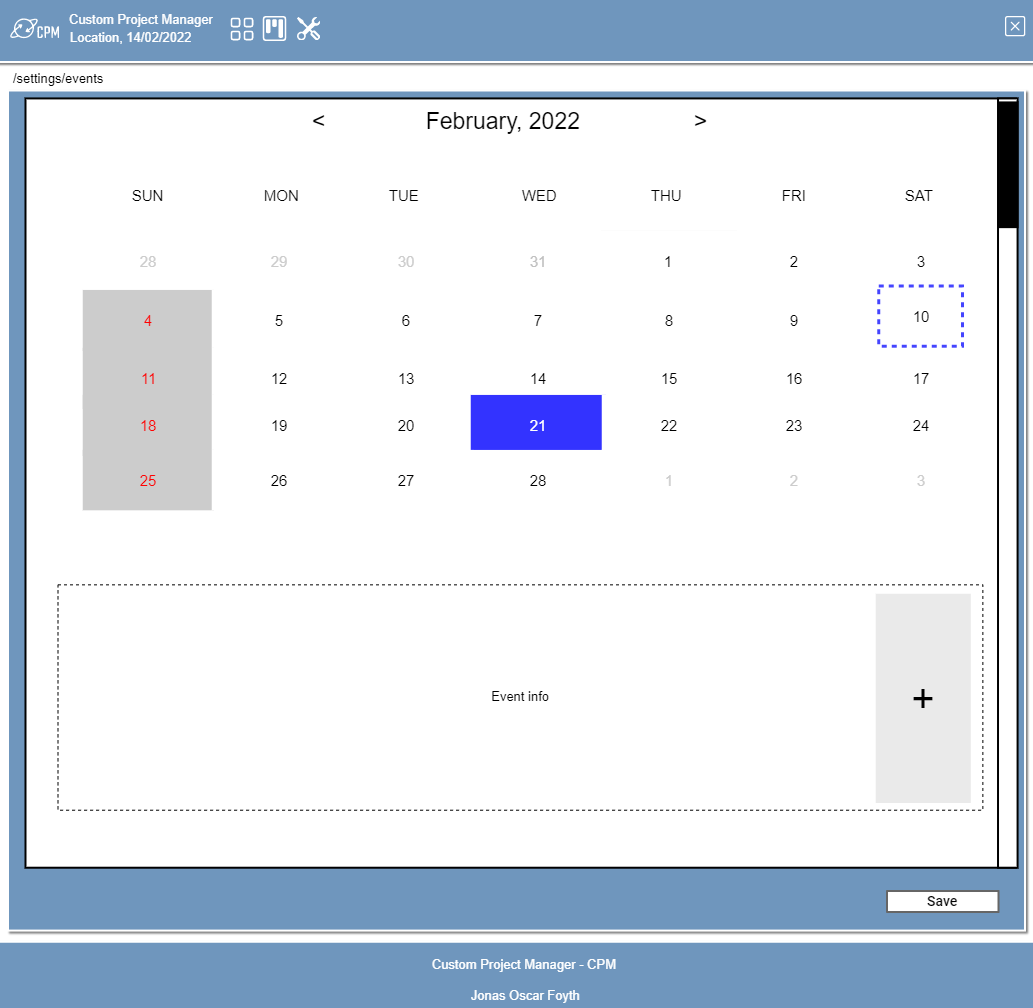 CPM
Custom Project Manager
Location, 14/02/2022
/settings/events
< February, 2022 >
SUN MON TUE WED THU FRI SAT
28 29 30 31 1 2 3
4 5 6 7 8 9 10
11 12 13 14 15 16 17
18 19 20 21 22 23 24
25 26 27 28 1 2 3
Event info +
Save
Custom Project Manager - CPM
Jonas Oscar Foyth